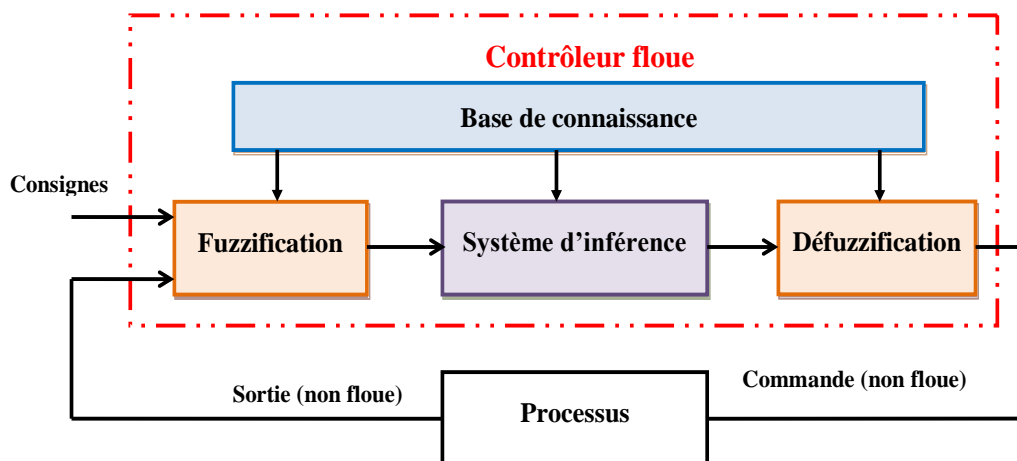 Contrôleur floue
Base de connaissance
Consignes
Fuzzification
Système d’inférence
Défuzzification
Sortie (non floue)
Commande (non floue)
Processus